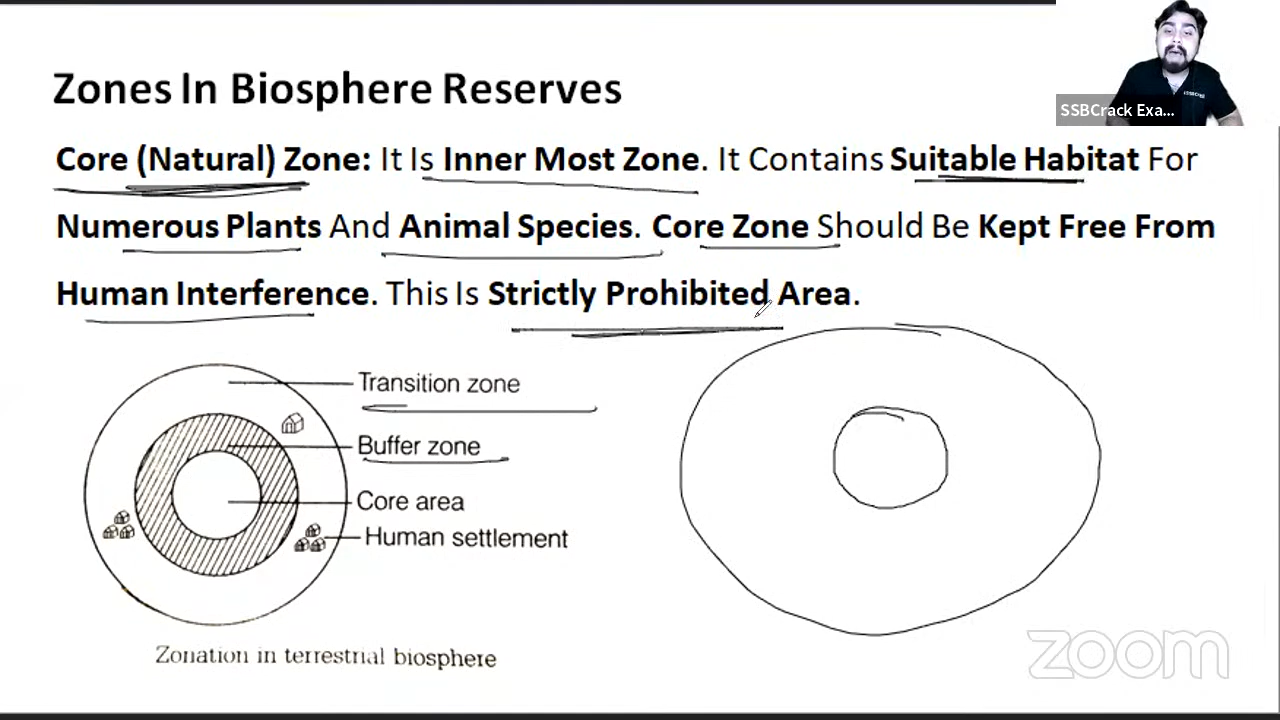 Zones In Biosphere Reserves
SSBCrack Exa...
Core (Natural) Zone: It Is Inner Most Zone. It Contains Suitable Habitat For
Numerous Plants And Animal Species. Core Zone Should Be Kept Free From
Human Interference. This Is Strictly Prohibited Area.
Transition zone
Buffer zone
Core area
Human settlement
Zonation in terrestrial biosphere
zoom